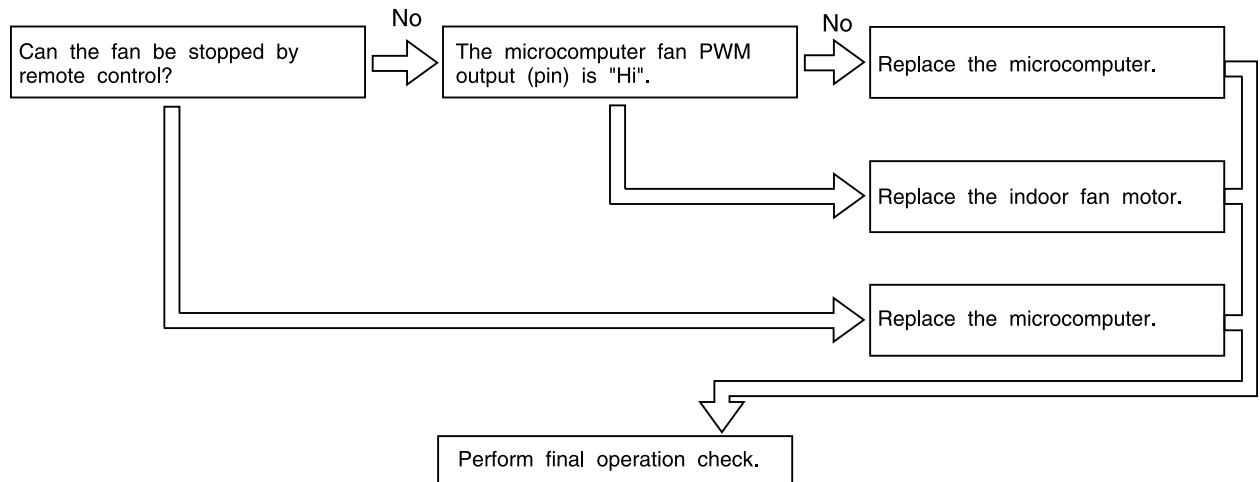 No
No
Can the fan be stopped by
remote control?
The microcomputer fan PWM
output (pin) is "Hi".
Replace the microcomputer.
Replace the indoor fan motor.
Replace the microcomputer.
Perform final operation check.